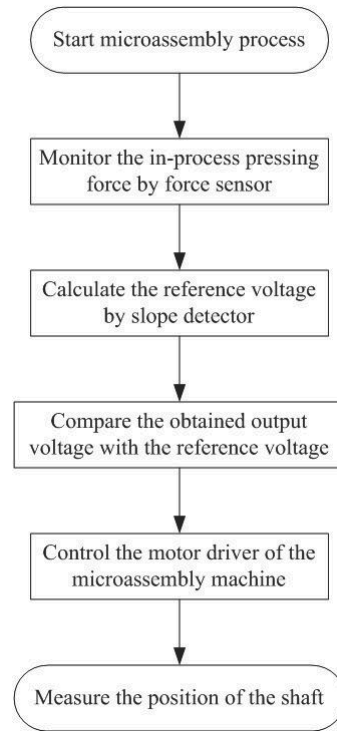 Start microassembly process
Monitor the in-process pressing
force by force sensor
Calculate the reference voltage
by slope detector
Compare the obtained output
voltage with the reference voltage
Control the motor driver of the
microassembly machine
Measure the position of the shaft